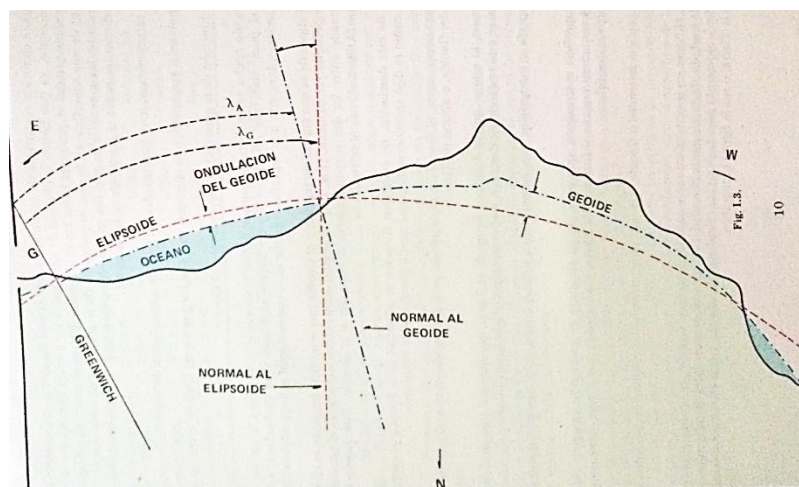 λA
λG
E
W
ONDULACION
DEL GEOIDE
GEOIDE
ELIPSOIDE
OCEANO
G
GREENWICH
NORMAL AL
GEOIDE
NORMAL AL
ELIPSOIDE
N
Fig. I.3.
10